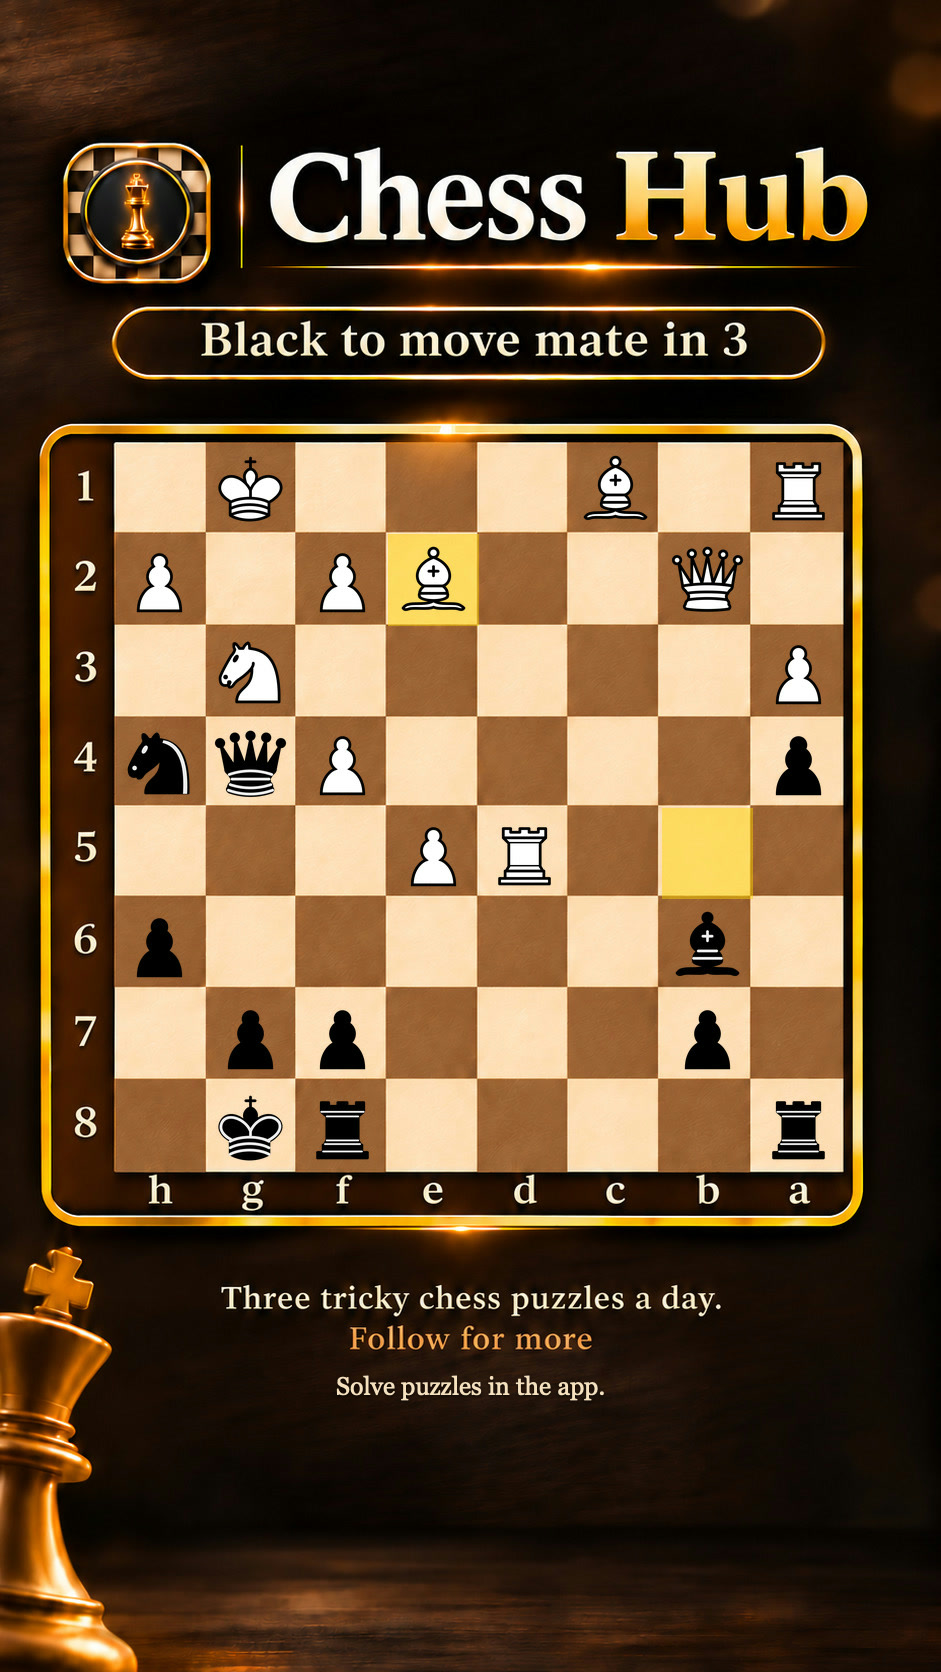 Chess Hub
Black to move mate in 3
1
2
3
4
5
6
7
8
h g f e d c b a
Three tricky chess puzzles a day.
Follow for more
Solve puzzles in the app.